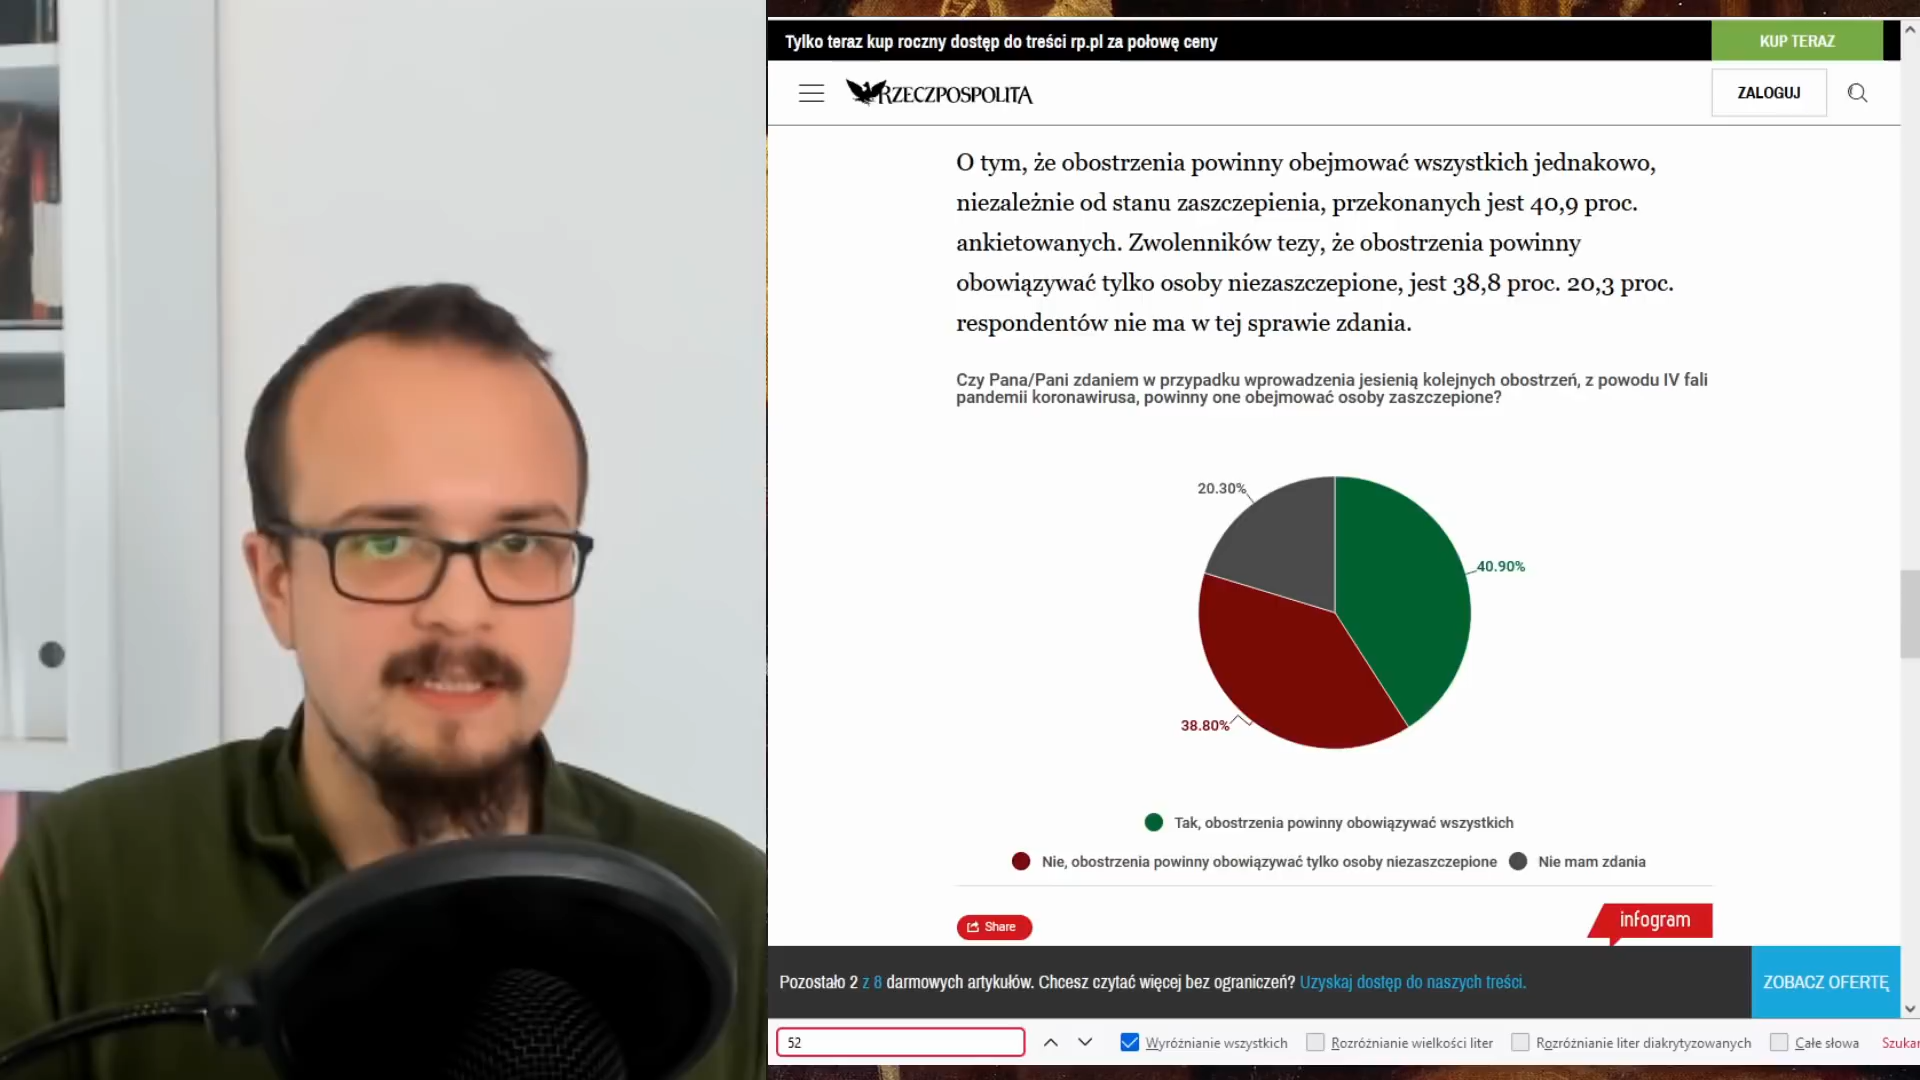 Tylko teraz kup roczny dostęp do treści rp.pl za połowę ceny
KUP TERAZ
RZECZPOSPOLITA
ZALOGUJ
O tym, że obostrzenia powinny obejmować wszystkich jednakowo,
niezależnie od stanu zaszczepienia, przekonanych jest 40,9 proc.
ankietowanych. Zwolenników tezy, że obostrzenia powinny
obowiązywać tylko osoby niezaszczepione, jest 38,8 proc. 20,3 proc.
respondentów nie ma w tej sprawie zdania.
Czy Pana/Pani zdaniem w przypadku wprowadzenia jesienią kolejnych obostrzeń, z powodu IV fali
pandemii koronawirusa, powinny one obejmować osoby zaszczepione?
20.30%
40.90%
38.80%
Tak, obostrzenia powinny obowiązywać wszystkich
Nie, obostrzenia powinny obowiązywać tylko osoby niezaszczepione
Nie mam zdania
Share
infogram
Pozostało 2 z 8 darmowych artykułów. Chcesz czytać więcej bez ograniczeń? Uzyskaj dostęp do naszych treści.
ZOBACZ OFERTĘ
52
Wyróżnianie wszystkich
Rozróżnianie wielkości liter
Rozróżnianie liter diakrytyzowanych
Całe słowa
Szukan